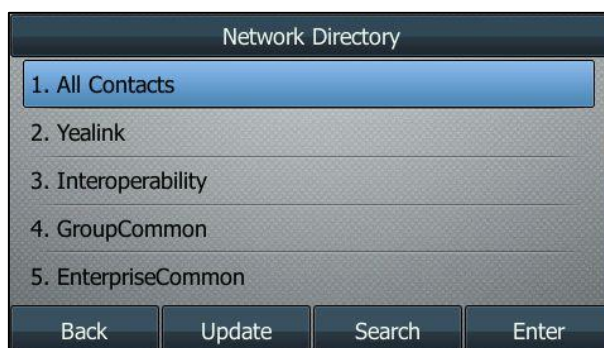 Network Directory
1. All Contacts
2. Yealink
3. Interoperability
4. GroupCommon
5. EnterpriseCommon
Back Update Search Enter